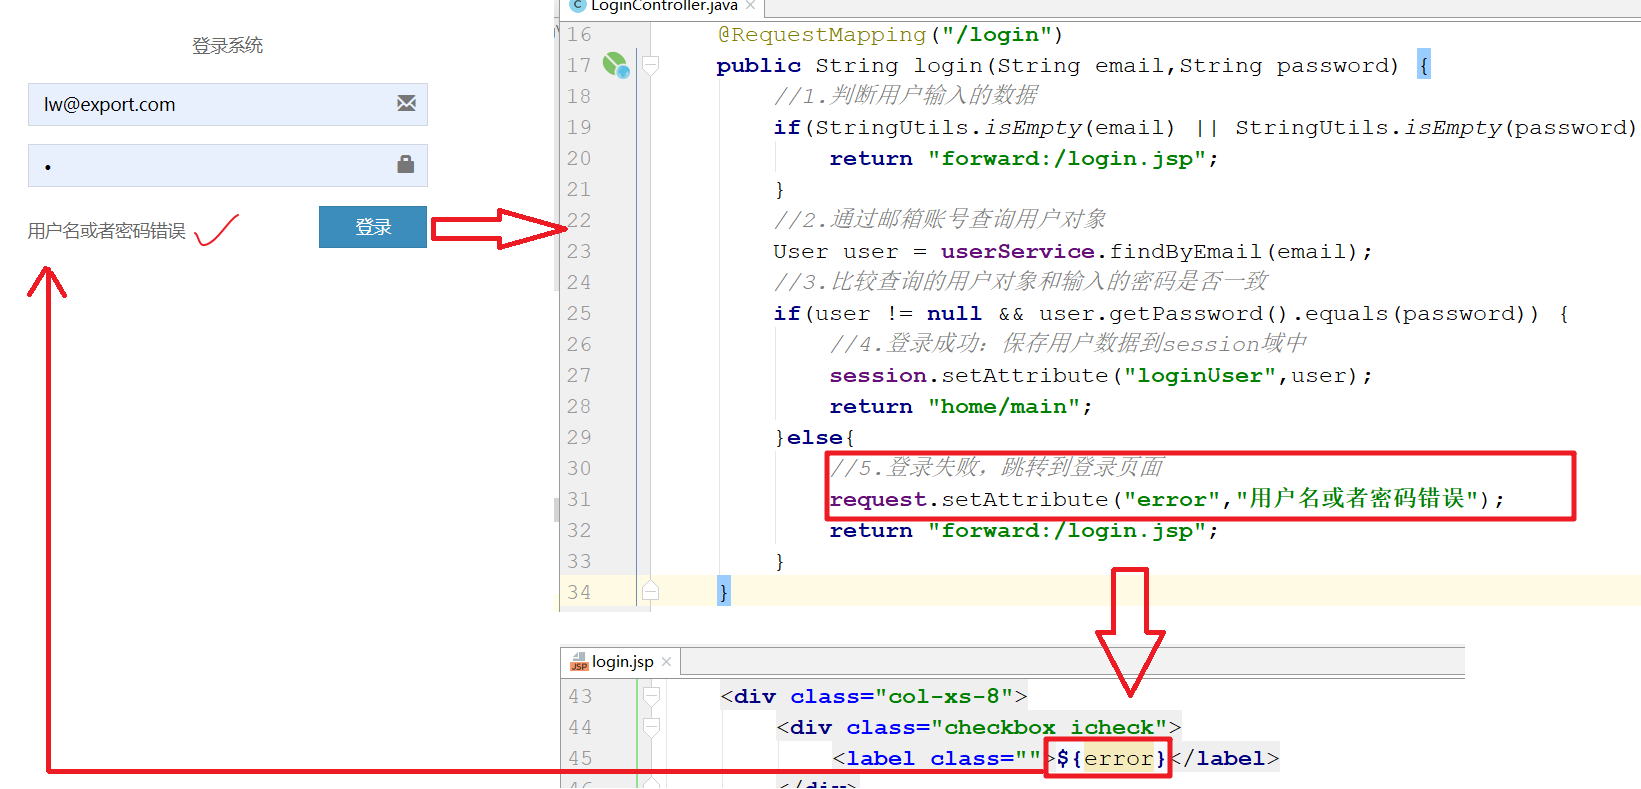 登录系统
lw@export.com
用户名或者密码错误
登录
LoginController.java
16 @RequestMapping("/login")
17 public String login(String email,String password) {
18 //1.判断用户输入的数据
19 if(StringUtils.isEmpty(email) || StringUtils.isEmpty(password)
20 return "forward:/login.jsp";
21 }
22 //2.通过邮箱账号查询用户对象
23 User user = userService.findByEmail(email);
24 //3.比较查询的用户对象和输入的密码是否一致
25 if(user != null && user.getPassword().equals(password)) {
26 //4.登录成功：保存用户数据到session域中
27 session.setAttribute("loginUser",user);
28 return "home/main";
29 }else{
30 //5.登录失败，跳转到登录页面
31 request.setAttribute("error","用户名或者密码错误");
32 return "forward:/login.jsp";
33 }
34 }
JSP login.jsp
43 <div class="col-xs-8">
44 <div class="checkbox icheck">
45 <label class="">${error}</label>
46 </div>